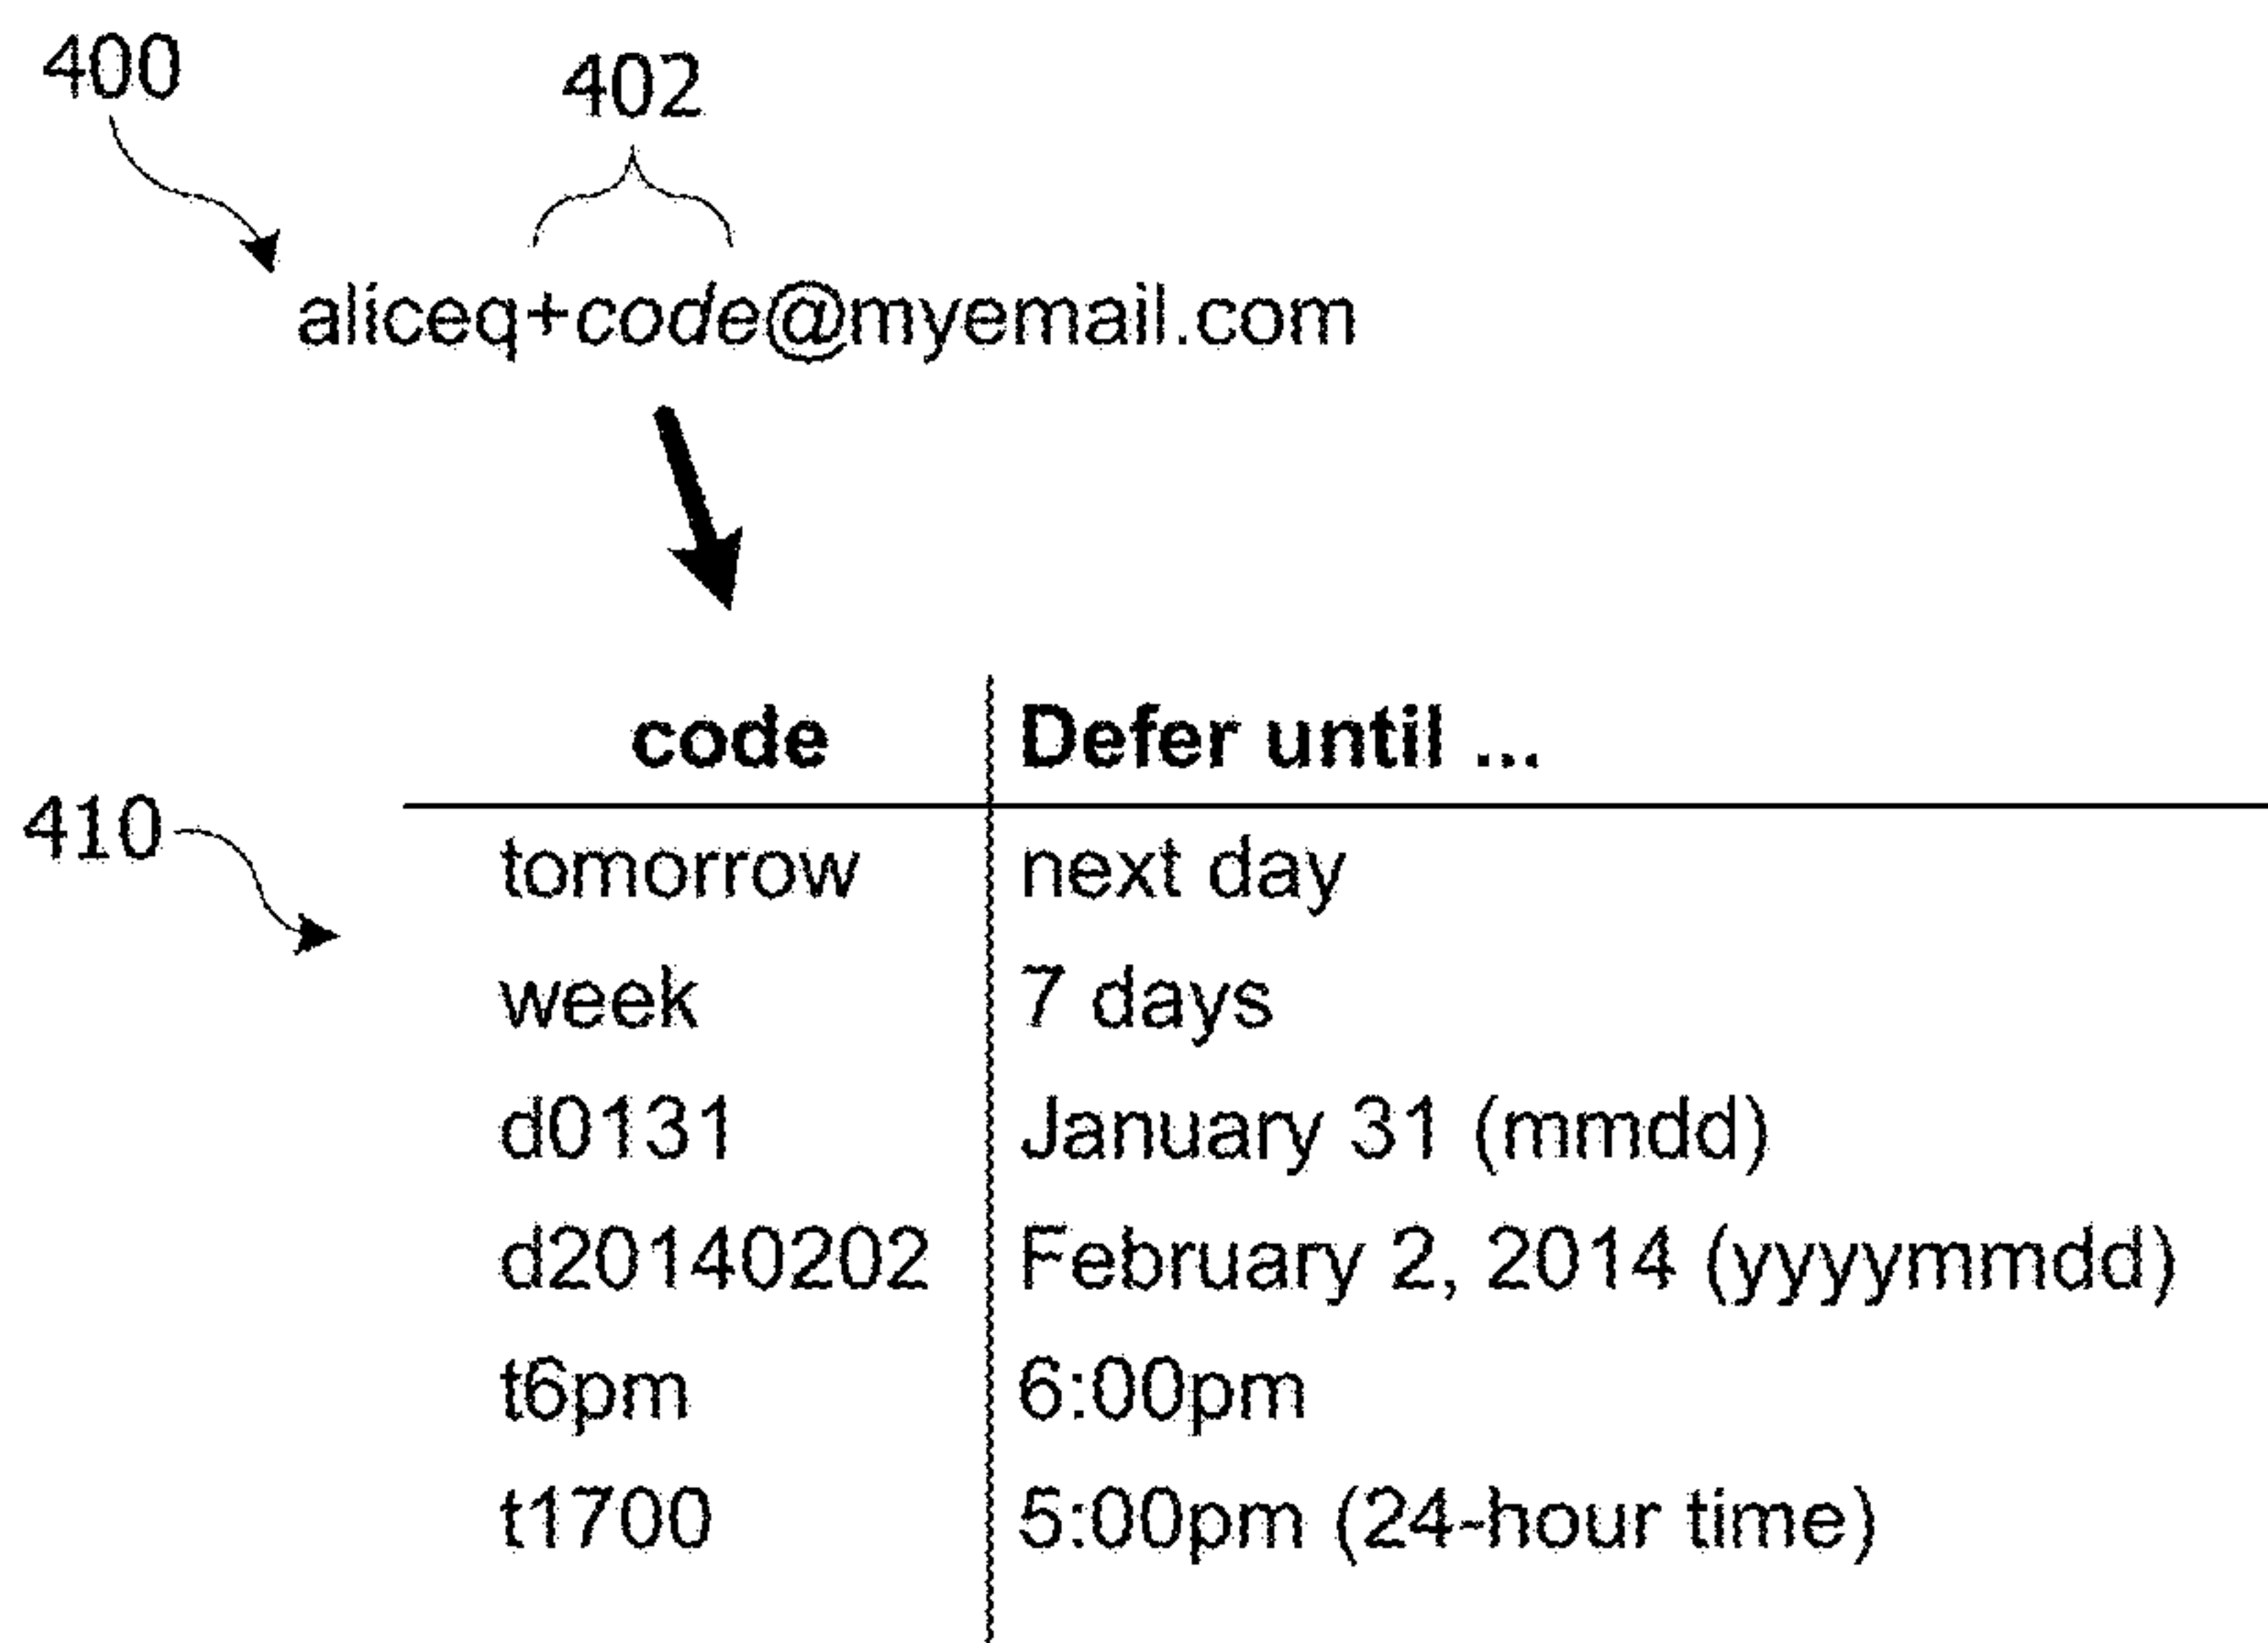 400
402
aliceq+code@myemail.com
code Defer until ...
410
tomorrow next day
week 7 days
d0131 January 31 (mmdd)
d20140202 February 2, 2014 (yyyymmdd)
t6pm 6:00pm
t1700 5:00pm (24-hour time)